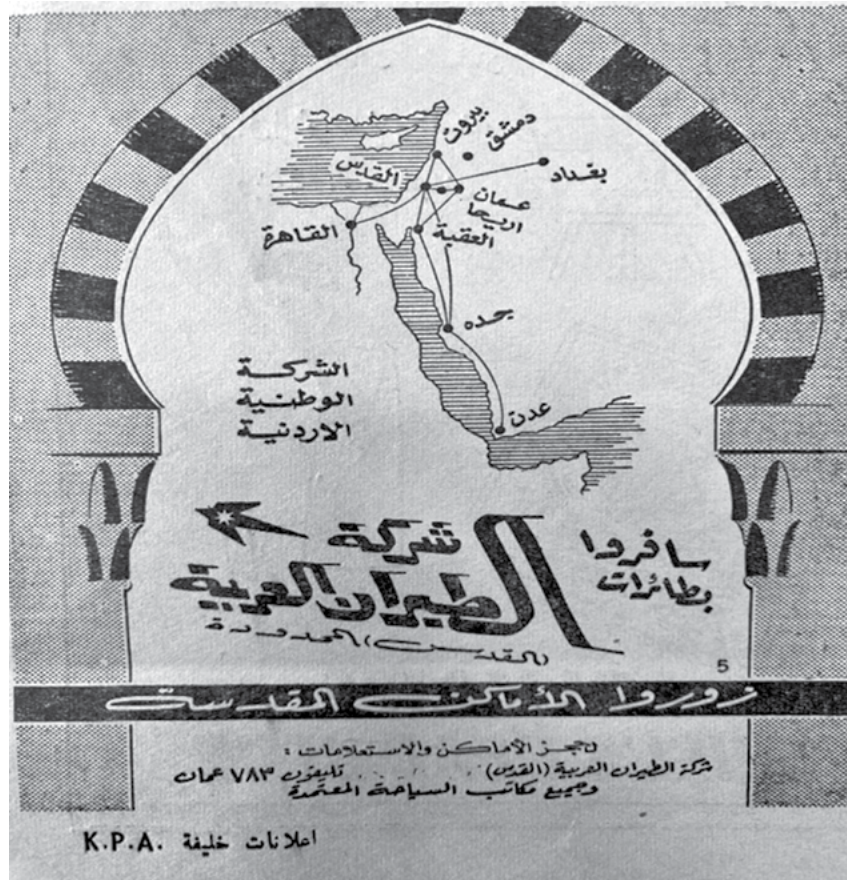 بيروت
دمشق
القدس
بغداد
عمان
اريحا
القاهرة
العقبة
جده
عدن
الشركة
الوطنية
الاردنية
سافروا
بطائرات
شركة
الطيران العربية
(القدس) المحدودة
5
زوروا الأماكن المقدسة
لحجز الأماكن والاستعلامات :
شركة الطيران العربية (القدس) . . . . تليفون ٧٨٣ عمان
وجميع مكاتب السياحة المعتمدة
اعلانات خليفة K.P.A.